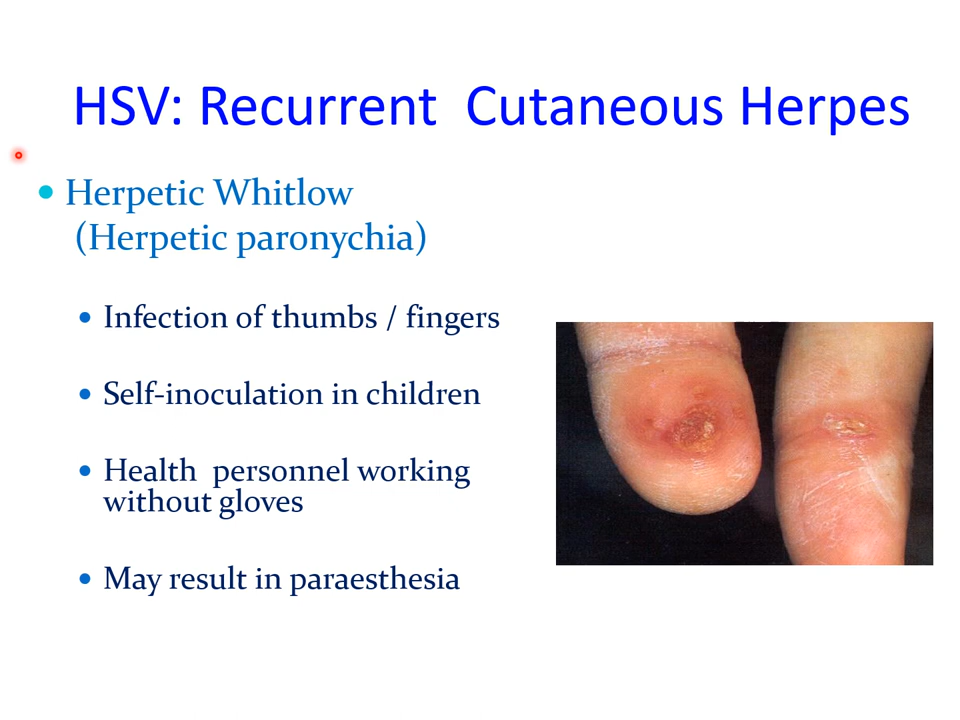 HSV: Recurrent Cutaneous Herpes
Herpetic Whitlow
(Herpetic paronychia)
Infection of thumbs / fingers
Self-inoculation in children
Health personnel working
without gloves
May result in paraesthesia